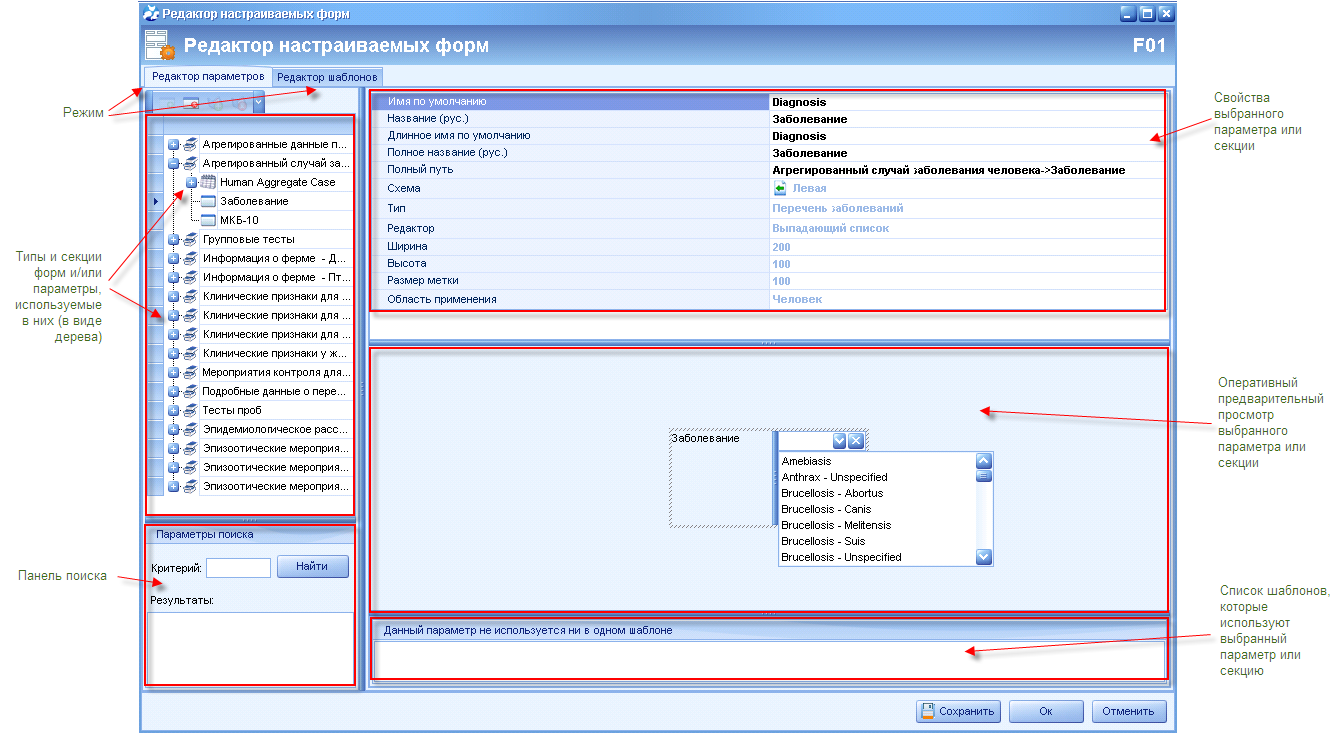 Редактор настраиваемых форм
Редактор настраиваемых форм
F01
Редактор параметров
Редактор шаблонов
Режим
Агрегированные данные п...
Агрегированный случай за...
Human Aggregate Case
Заболевание
МКБ-10
Групповые тесты
Информация о ферме - Д...
Информация о ферме - Пт...
Клинические признаки для ...
Клинические признаки для ...
Клинические признаки для ...
Клинические признаки у ж...
Мероприятия контроля для...
Подробные данные о пере...
Тесты проб
Эпидемиологическое расс...
Эпизоотические мероприя...
Эпизоотические мероприя...
Эпизоотические мероприя...
Типы и секции
форм и/или
параметры,
используемые
в них (в виде
дерева)
Параметры поиска
Критерий:
Найти
Результаты:
Панель поиска
Имя по умолчанию Diagnosis
Название (рус.) Заболевание
Длинное имя по умолчанию Diagnosis
Полное название (рус.) Заболевание
Полный путь Агрегированный случай заболевания человека->Заболевание
Схема Левая
Тип Перечень заболеваний
Редактор Выпадающий список
Ширина 200
Высота 100
Размер метки 100
Область применения Человек
Свойства
выбранного
параметра или
секции
Заболевание
Amebiasis
Anthrax - Unspecified
Brucellosis - Abortus
Brucellosis - Canis
Brucellosis - Melitensis
Brucellosis - Suis
Brucellosis - Unspecified
Оперативный
предварительный
просмотр
выбранного
параметра или
секции
Данный параметр не используется ни в одном шаблоне
Список шаблонов,
которые
используют
выбранный
параметр или
секцию
Сохранить
Ок
Отменить